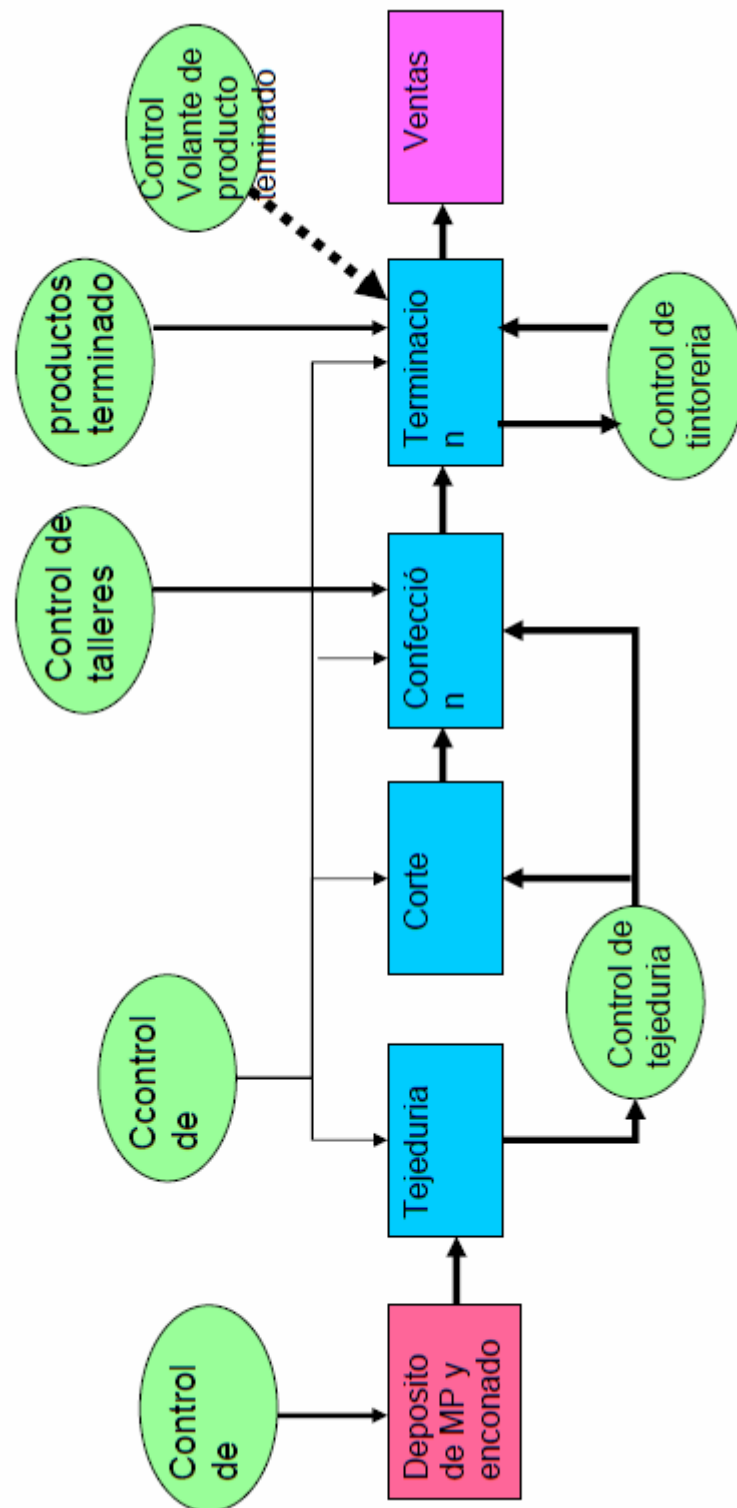 Control
de
Ccontrol
de
Control de
talleres
productos
terminado
Control
Volante de
producto
teminado
Deposito
de MP y
enconado
Tejeduria
Corte
Confecció
n
Terminacio
n
Ventas
Control de
tejeduria
Control de
tintoreria